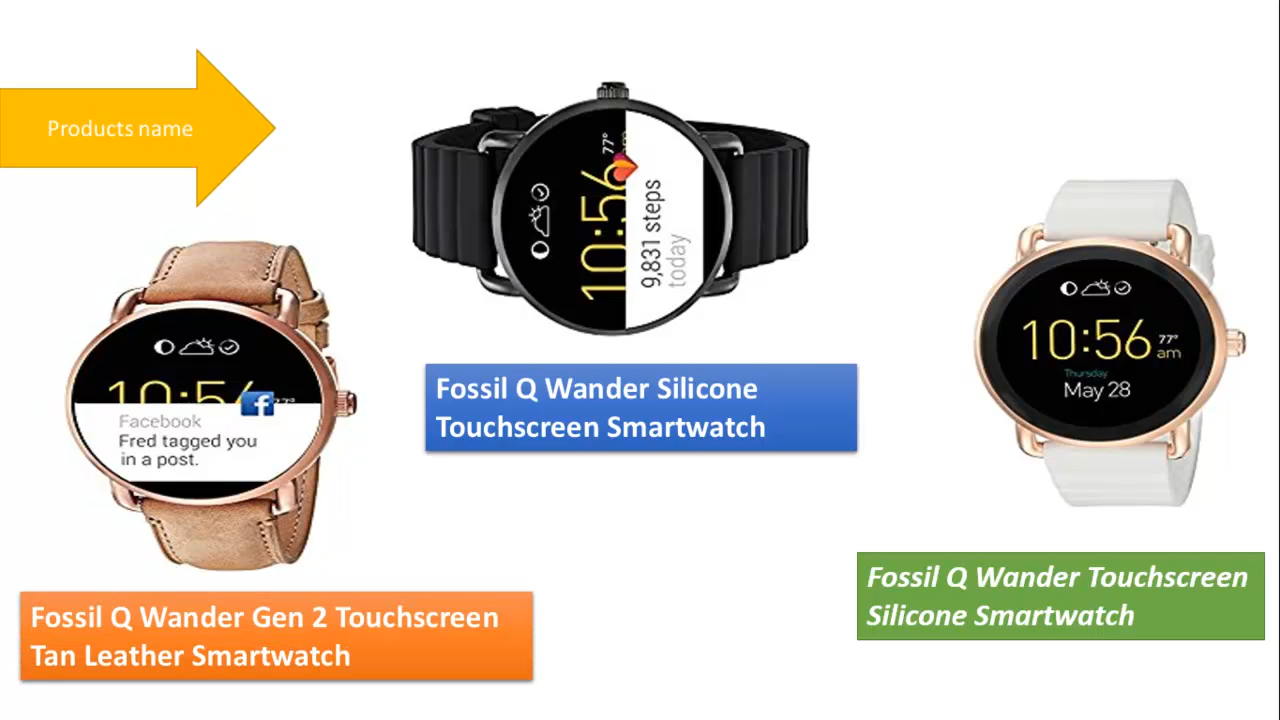 Products name
10:56
77°
9,831 steps
today
10:56
77°
Facebook
Fred tagged you
in a post.
10:56 77° am
Thursday
May 28
Fossil Q Wander Silicone
Touchscreen Smartwatch
Fossil Q Wander Touchscreen
Silicone Smartwatch
Fossil Q Wander Gen 2 Touchscreen
Tan Leather Smartwatch